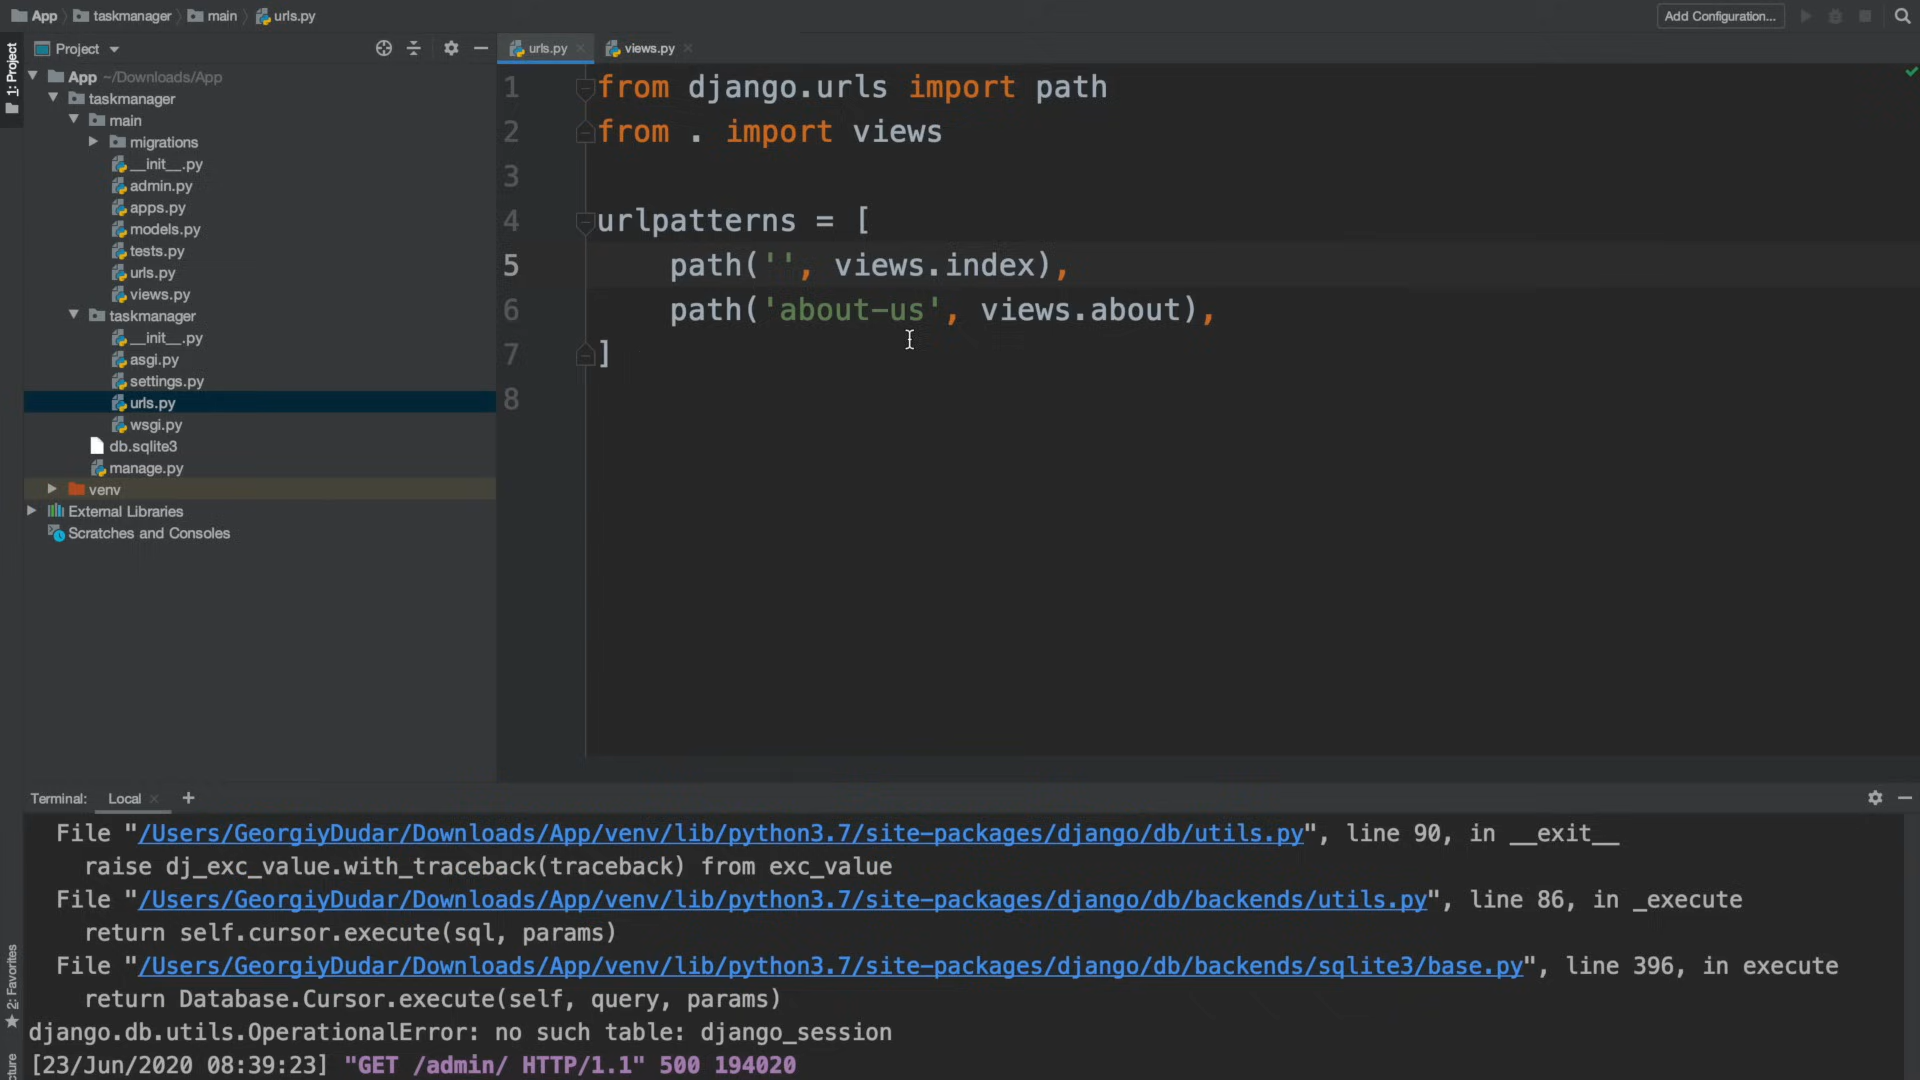 App taskmanager main urls.py Add Configuration...
1: Project
Project
urls.py views.py
App ~/Downloads/App
taskmanager
main
migrations
__init__.py
admin.py
apps.py
models.py
tests.py
urls.py
views.py
taskmanager
__init__.py
asgi.py
settings.py
urls.py
wsgi.py
db.sqlite3
manage.py
venv
External Libraries
Scratches and Consoles
1 from django.urls import path
2 from . import views
3
4 urlpatterns = [
5 path('', views.index),
6 path('about-us', views.about),
7 ]
8
Terminal: Local +
File "/Users/GeorgiyDudar/Downloads/App/venv/lib/python3.7/site-packages/django/db/utils.py", line 90, in __exit__
raise dj_exc_value.with_traceback(traceback) from exc_value
File "/Users/GeorgiyDudar/Downloads/App/venv/lib/python3.7/site-packages/django/db/backends/utils.py", line 86, in _execute
return self.cursor.execute(sql, params)
File "/Users/GeorgiyDudar/Downloads/App/venv/lib/python3.7/site-packages/django/db/backends/sqlite3/base.py", line 396, in execute
return Database.Cursor.execute(self, query, params)
django.db.utils.OperationalError: no such table: django_session
[23/Jun/2020 08:39:23] "GET /admin/ HTTP/1.1" 500 194020
2: Favorites
cture